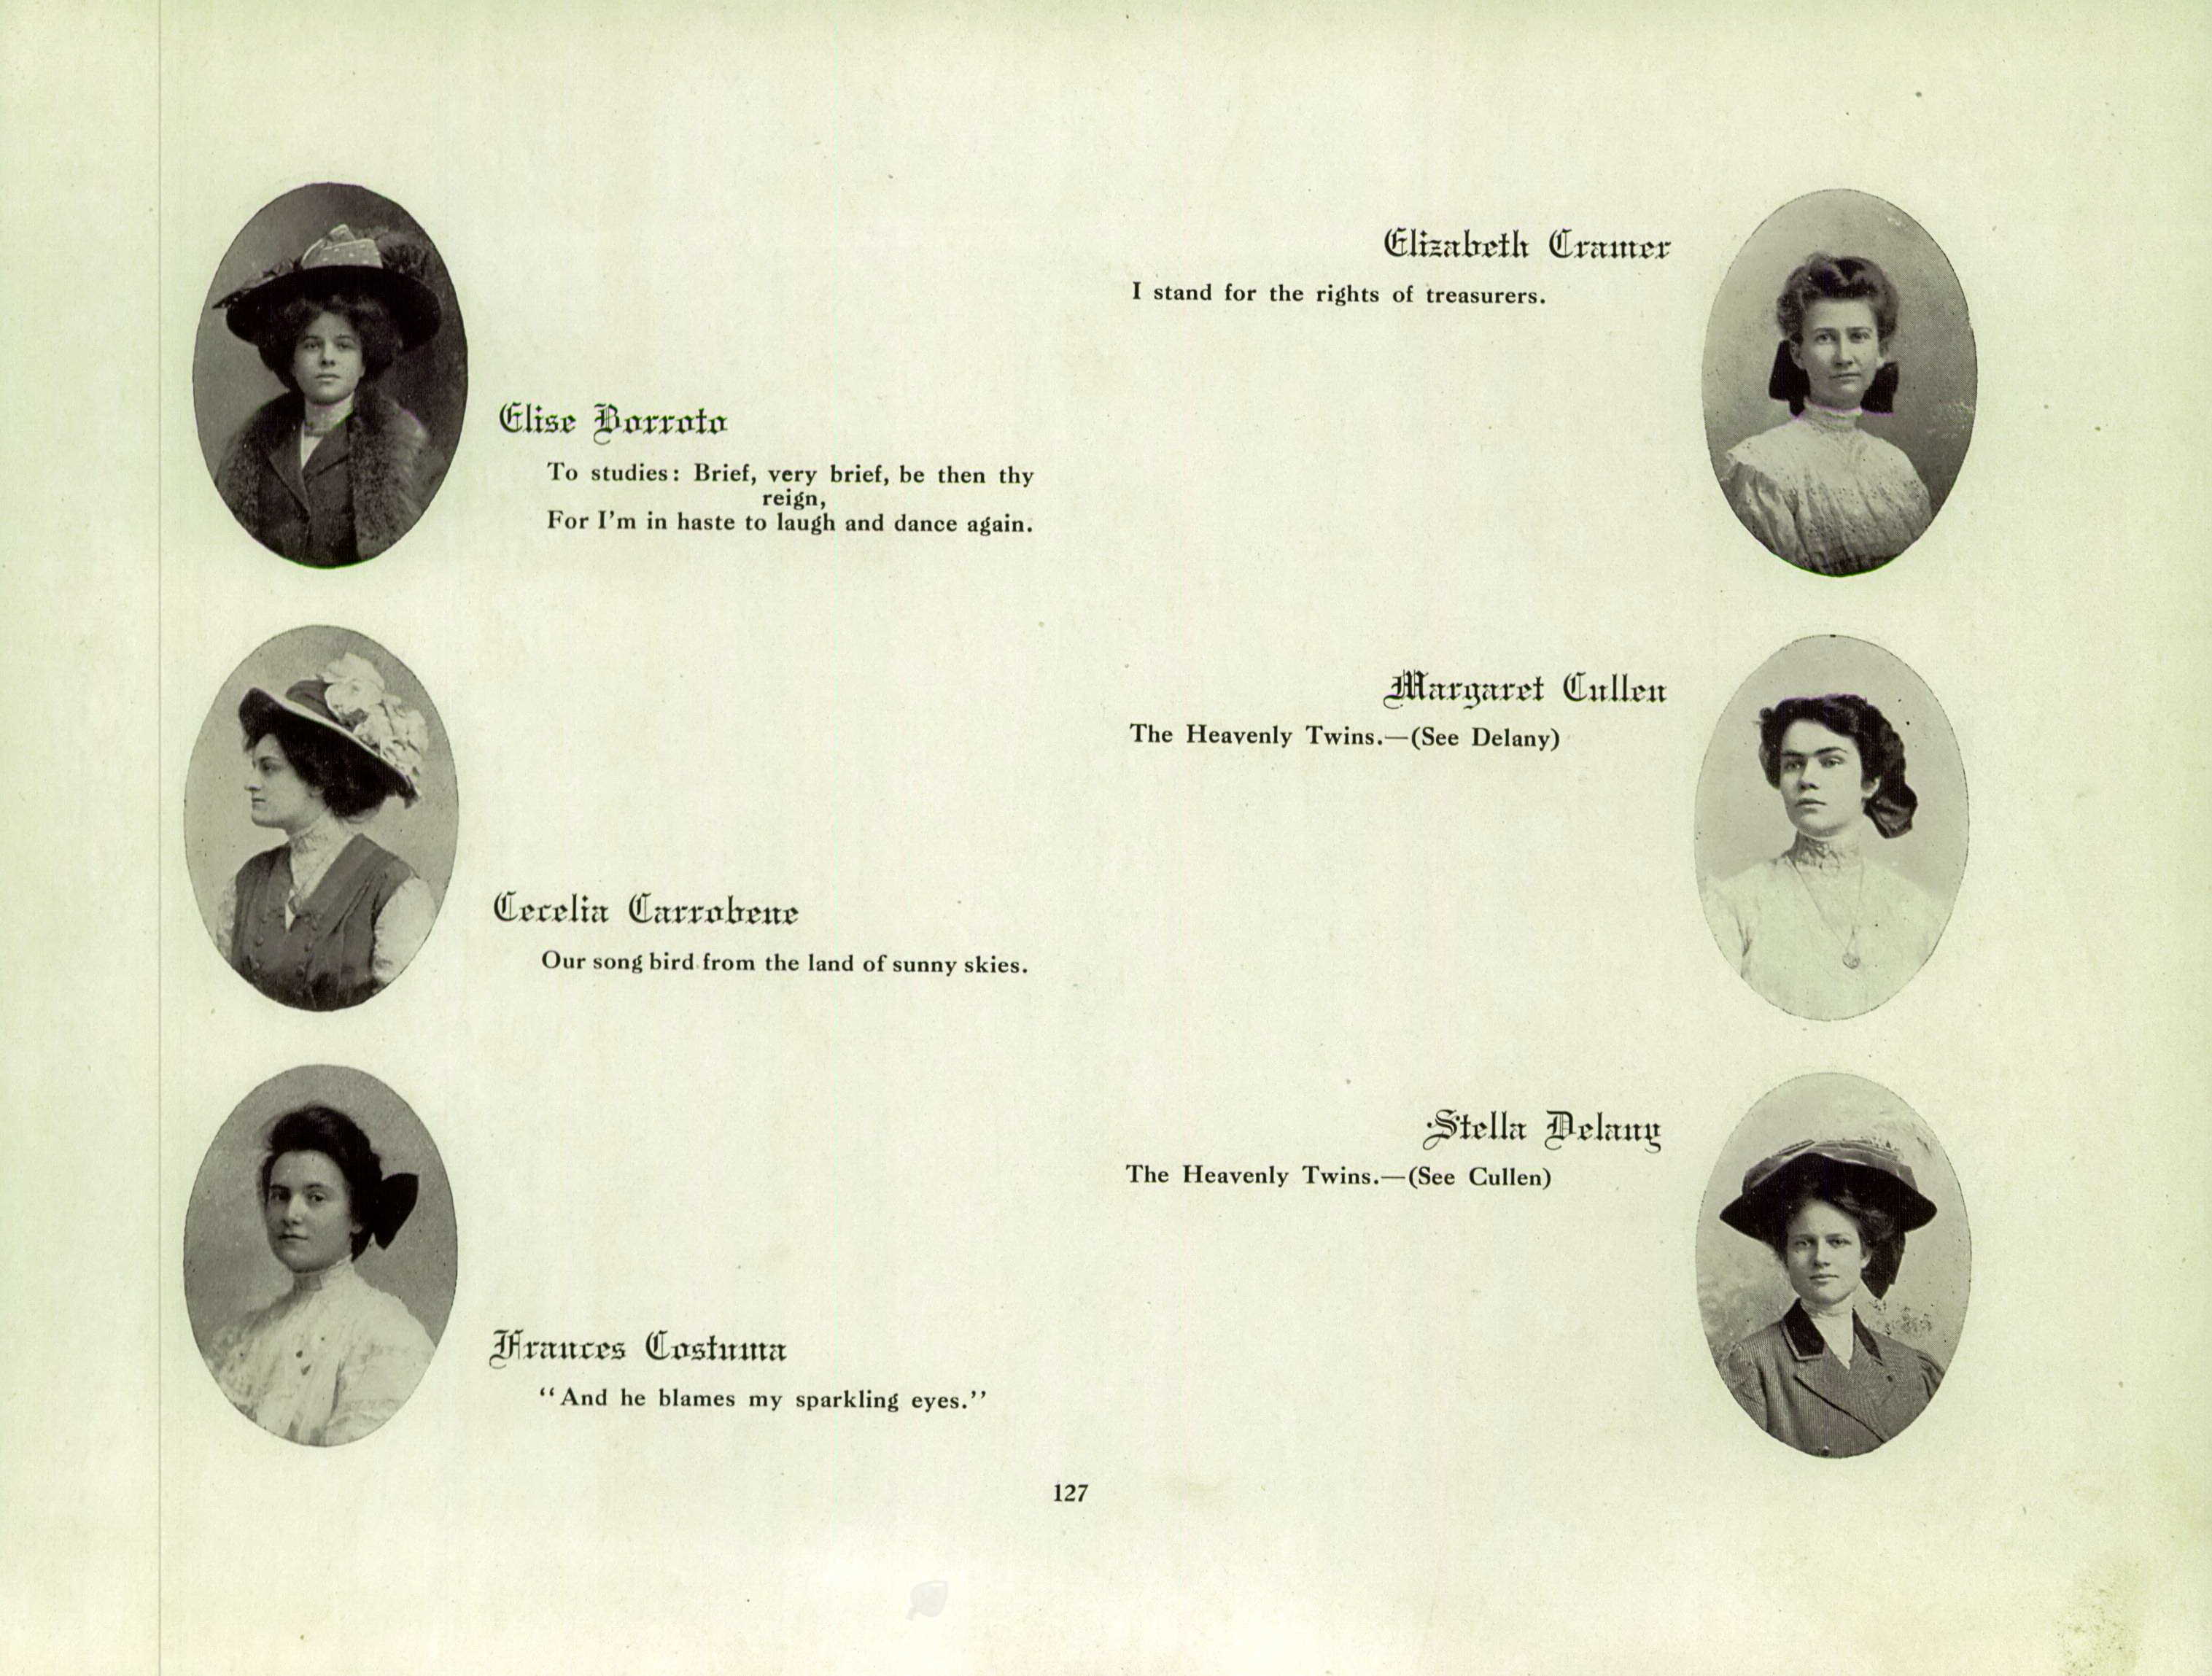 Elise Borroto
To studies: Brief, very brief, be then thy
reign,
For I'm in haste to laugh and dance again.
Cecelia Carrobene
Our song bird from the land of sunny skies.
Frances Costuma
"And he blames my sparkling eyes."
Elizabeth Cramer
I stand for the rights of treasurers.
Margaret Cullen
The Heavenly Twins.—(See Delany)
Stella Delany
The Heavenly Twins.—(See Cullen)
127